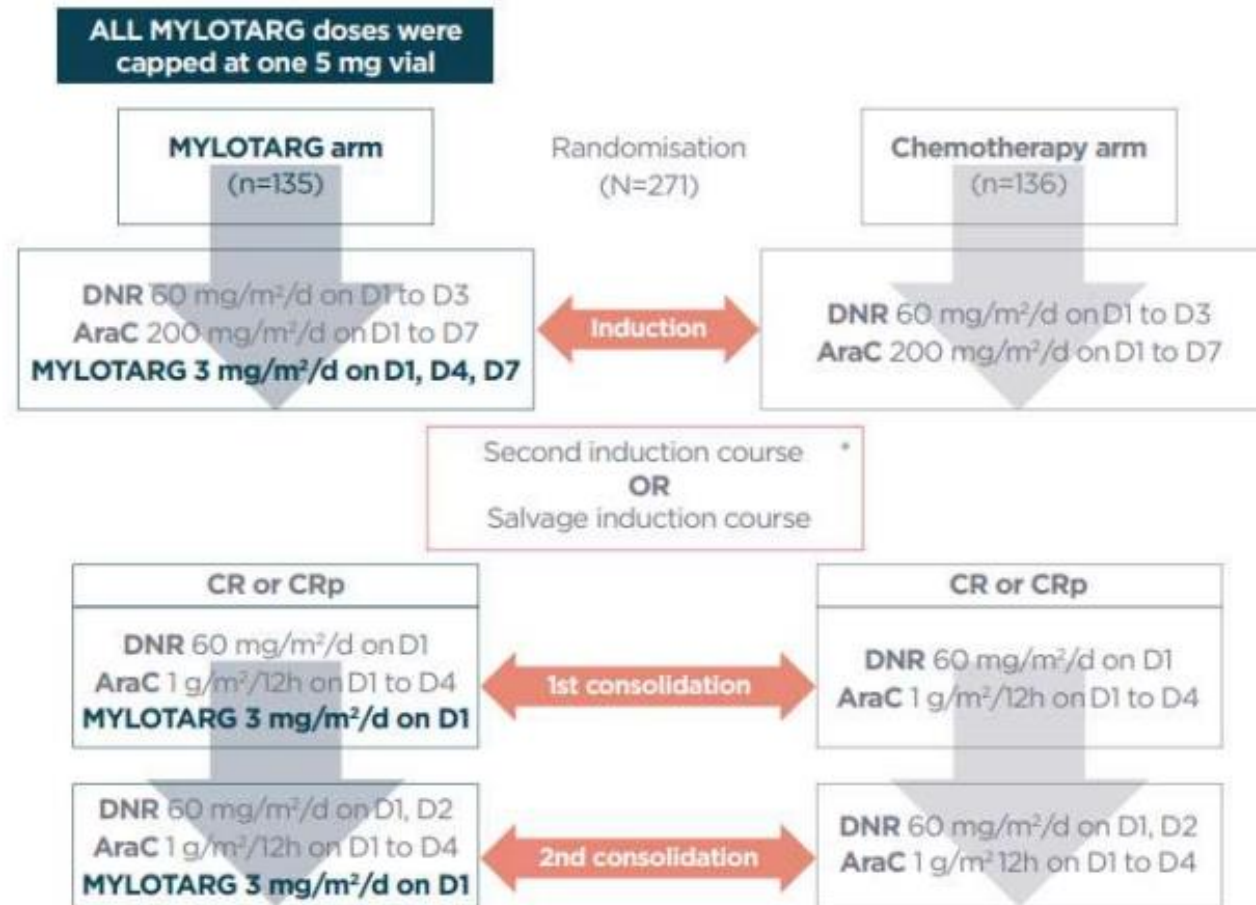 ALL MYLOTARG doses were
capped at one 5 mg vial
MYLOTARG arm
(n=135)
Randomisation
(N=271)
Chemotherapy arm
(n=136)
DNR 60 mg/m²/d on D1 to D3
AraC 200 mg/m²/d on D1 to D7
MYLOTARG 3 mg/m²/d on D1, D4, D7
Induction
DNR 60 mg/m²/d on D1 to D3
AraC 200 mg/m²/d on D1 to D7
Second induction course *
OR
Salvage induction course
CR or CRp
DNR 60 mg/m²/d on D1
AraC 1 g/m²/12h on D1 to D4
MYLOTARG 3 mg/m²/d on D1
1st consolidation
CR or CRp
DNR 60 mg/m²/d on D1
AraC 1 g/m²/12h on D1 to D4
DNR 60 mg/m²/d on D1, D2
AraC 1 g/m²/12h on D1 to D4
MYLOTARG 3 mg/m²/d on D1
2nd consolidation
DNR 60 mg/m²/d on D1, D2
AraC 1 g/m² 12h on D1 to D4